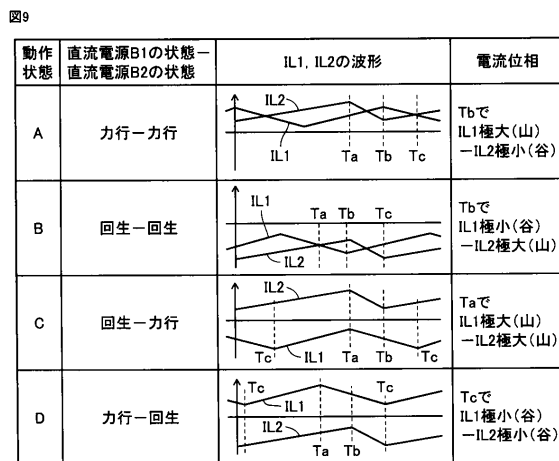 図9
動作
状態
直流電源B1の状態－
直流電源B2の状態
IL1, IL2の波形
電流位相
A
力行－力行
IL2
IL1
Ta
Tb
Tc
Tbで
IL1極大(山)
－IL2極小(谷)
B
回生－回生
IL1
Ta
Tb
Tc
IL2
Tbで
IL1極小(谷)
－IL2極大(山)
C
回生－力行
IL2
Tc
IL1
Ta
Tb
Tc
Taで
IL1極大(山)
－IL2極大(山)
D
力行－回生
Tc
Tc
IL1
IL2
Ta
Tb
Tcで
IL1極小(谷)
－IL2極小(谷)